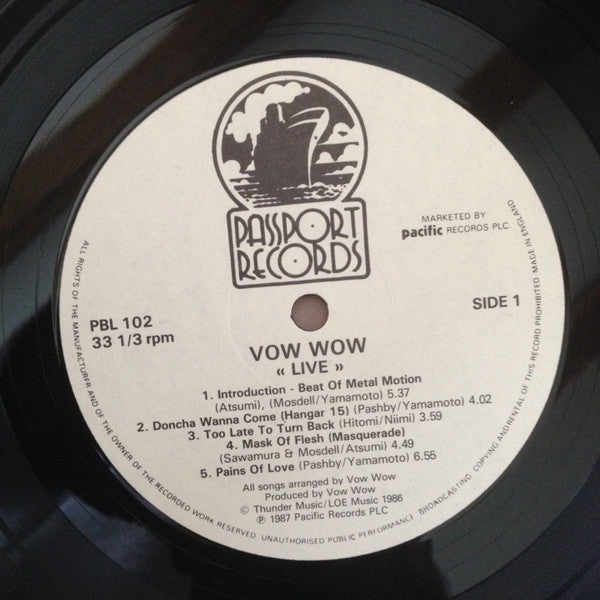 PASSPORT
RECORDS
MARKETED BY
pacific RECORDS PLC.
PBL 102
33 1/3 rpm
SIDE 1
VOW WOW
« LIVE »
1. Introduction - Beat Of Metal Motion
(Atsumi), (Mosdell/Yamamoto) 5.37
2. Doncha Wanna Come (Hangar 15) (Pashby/Yamamoto) 4.02
3. Too Late To Turn Back (Hitomi/Niimi) 3.59
4. Mask Of Flesh (Masquerade)
(Sawamura & Mosdell/Atsumi) 4.49
5. Pains Of Love (Pashby/Yamamoto) 6.55
All songs arranged by Vow Wow
Produced by Vow Wow
© Thunder Music/LOE Music 1986
℗ 1987 Pacific Records PLC
ALL RIGHTS OF THE MANUFACTURER AND OF THE OWNER OF THE RECORDED WORK RESERVED UNAUTHORISED PUBLIC PERFORMANCE BROADCASTING COPYING AND RENTAL OF THIS RECORD PROHIBITED MADE IN ENGLAND